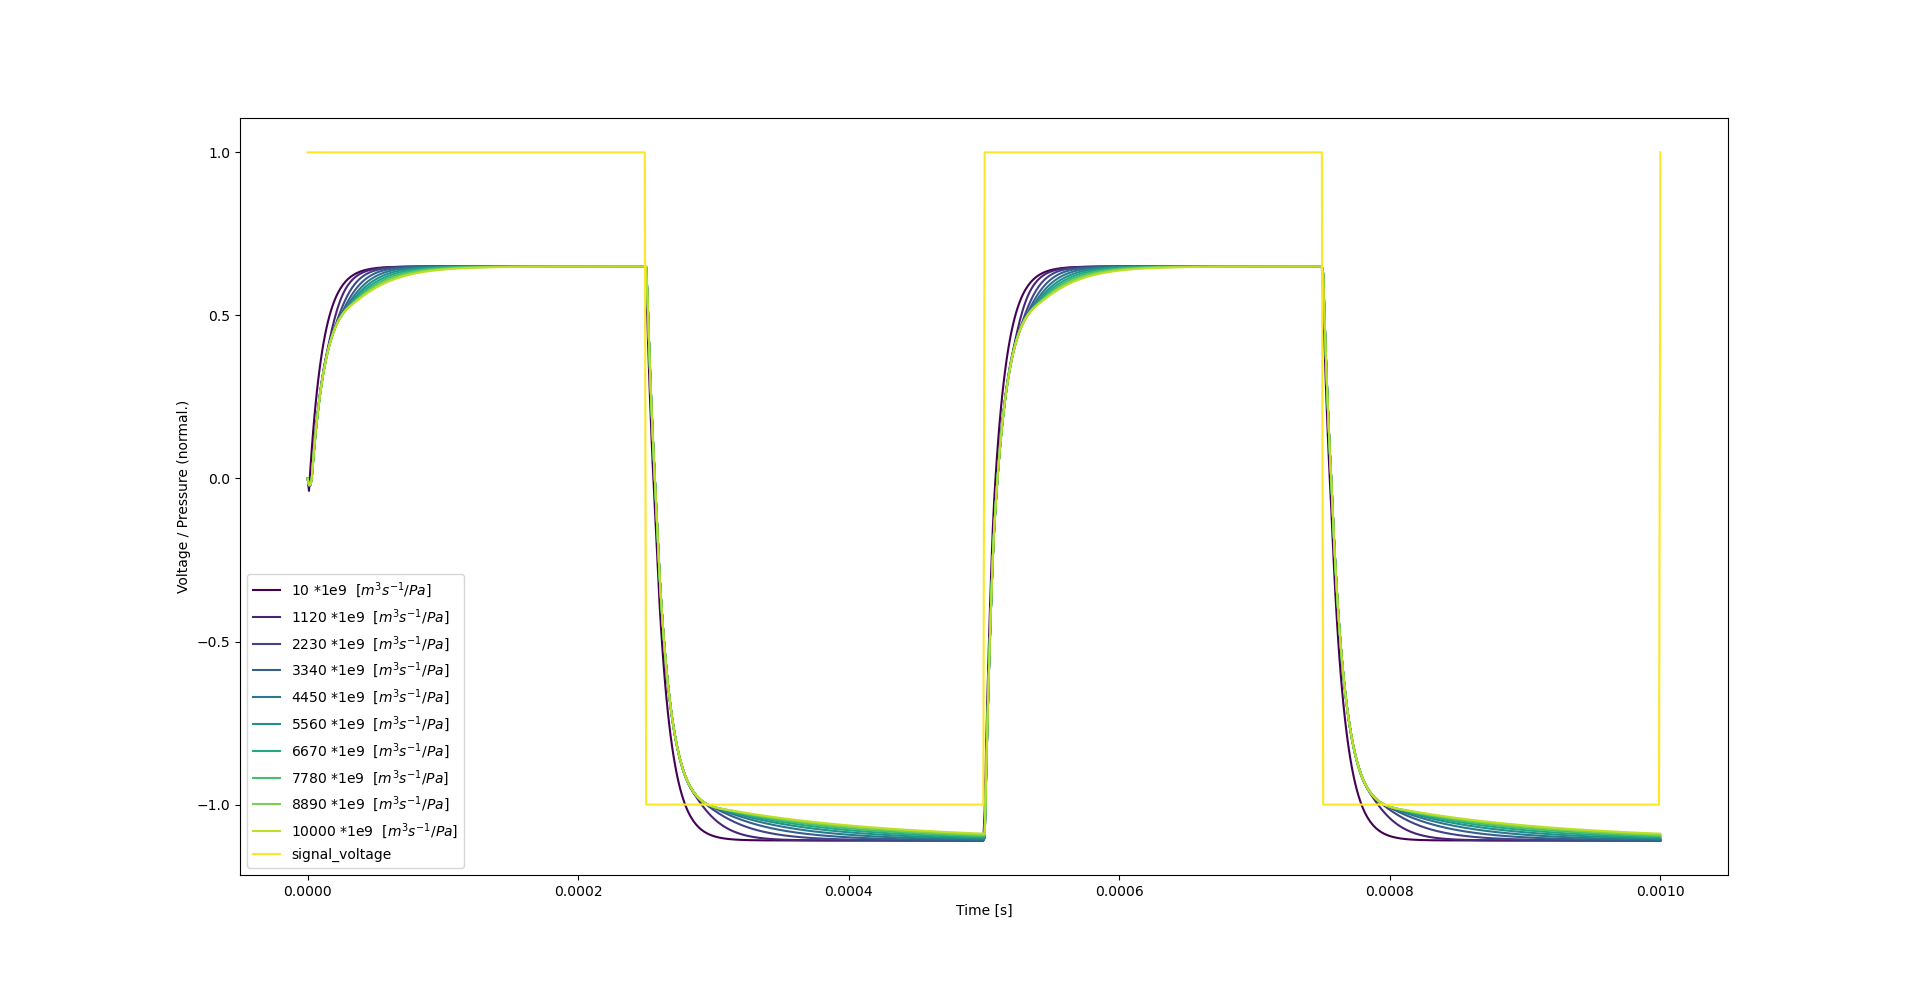 Voltage / Pressure (normal.)
1.0
0.5
0.0
−0.5
−1.0
10 *1e9 [m³s⁻¹/Pa]
1120 *1e9 [m³s⁻¹/Pa]
2230 *1e9 [m³s⁻¹/Pa]
3340 *1e9 [m³s⁻¹/Pa]
4450 *1e9 [m³s⁻¹/Pa]
5560 *1e9 [m³s⁻¹/Pa]
6670 *1e9 [m³s⁻¹/Pa]
7780 *1e9 [m³s⁻¹/Pa]
8890 *1e9 [m³s⁻¹/Pa]
10000 *1e9 [m³s⁻¹/Pa]
signal_voltage
0.0000 0.0002 0.0004 0.0006 0.0008 0.0010
Time [s]